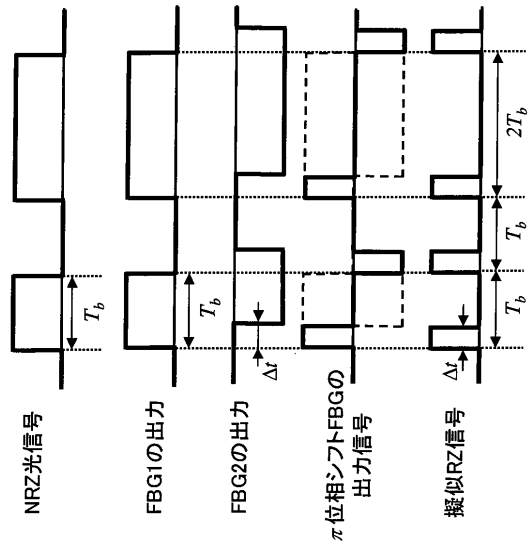 NRZ光信号
T_b
FBG1の出力
T_b
FBG2の出力
Δt
π位相シフトFBGの
出力信号
擬似RZ信号
Δt
T_b
T_b
2T_b